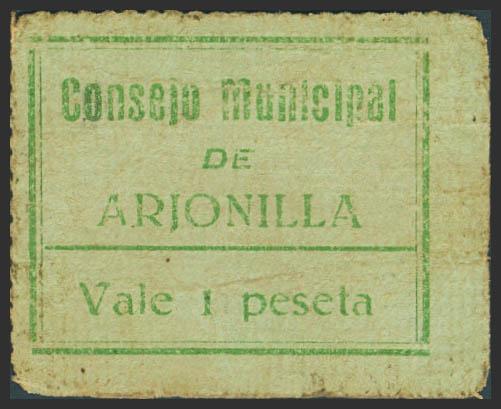 Consejo Municipal
DE
ARJONILLA
Vale 1 peseta